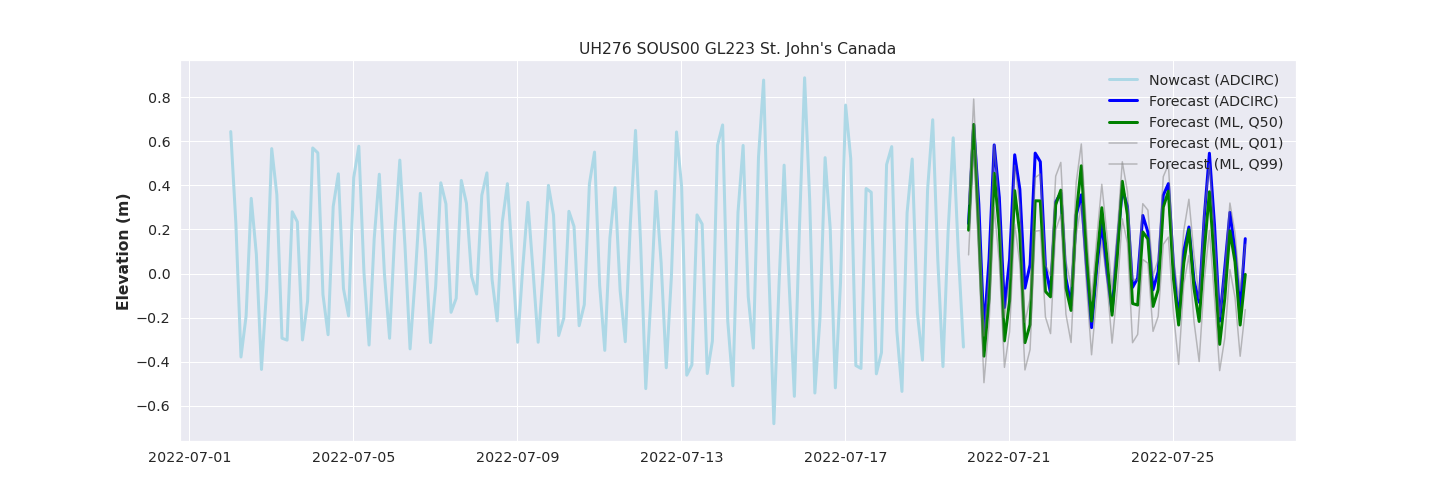 UH276 SOUS00 GL223 St. John's Canada
Nowcast (ADCIRC)
Forecast (ADCIRC)
Forecast (ML, Q50)
Forecast (ML, Q01)
Forecast (ML, Q99)
Elevation (m)
0.8
0.6
0.4
0.2
0.0
−0.2
−0.4
−0.6
2022-07-01
2022-07-05
2022-07-09
2022-07-13
2022-07-17
2022-07-21
2022-07-25